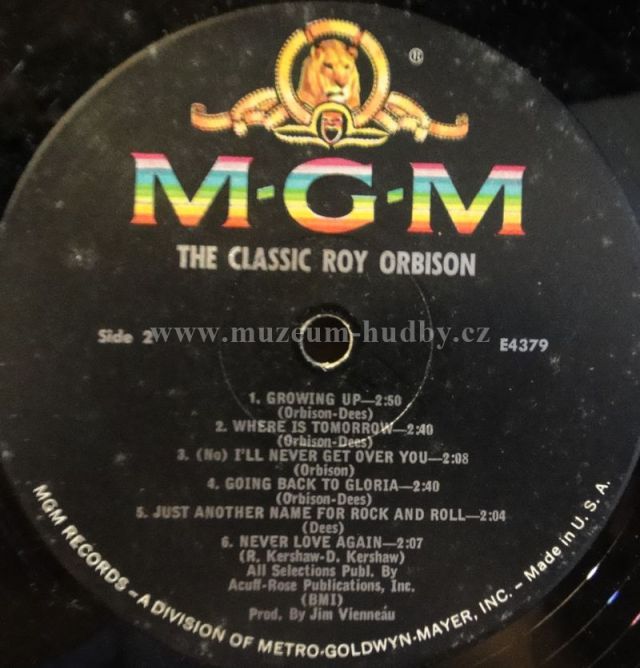 ®
M-G-M
THE CLASSIC ROY ORBISON
Side 2
www.muzeum-hudby.cz
E4379
1. GROWING UP—2:50
(Orbison-Dees)
2. WHERE IS TOMORROW—2:40
(Orbison-Dees)
3. (No) I'LL NEVER GET OVER YOU—2:08
(Orbison)
4. GOING BACK TO GLORIA—2:40
(Orbison-Dees)
5. JUST ANOTHER NAME FOR ROCK AND ROLL—2:04
(Dees)
6. NEVER LOVE AGAIN—2:07
(R. Kershaw-D. Kershaw)
All Selections Publ. By
Acuff-Rose Publications, Inc.
(BMI)
Prod. By Jim Vienneau
MGM RECORDS – A DIVISION OF METRO-GOLDWYN-MAYER, INC. – Made in U. S. A.